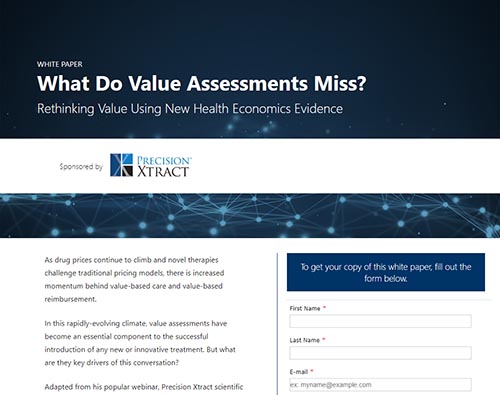 WHITE PAPER
What Do Value Assessments Miss?
Rethinking Value Using New Health Economics Evidence
Sponsored by
PRECISION™
XTRACT
As drug prices continue to climb and novel therapies
challenge traditional pricing models, there is increased
momentum behind value-based care and value-based
reimbursement.
In this rapidly-evolving climate, value assessments have
become an essential component to the successful
introduction of any new or innovative treatment. But what
are they key drivers of this conversation?
Adapted from his popular webinar, Precision Xtract scientific
To get your copy of this white paper, fill out the
form below.
First Name *
Last Name *
E-mail *
ex: myname@example.com